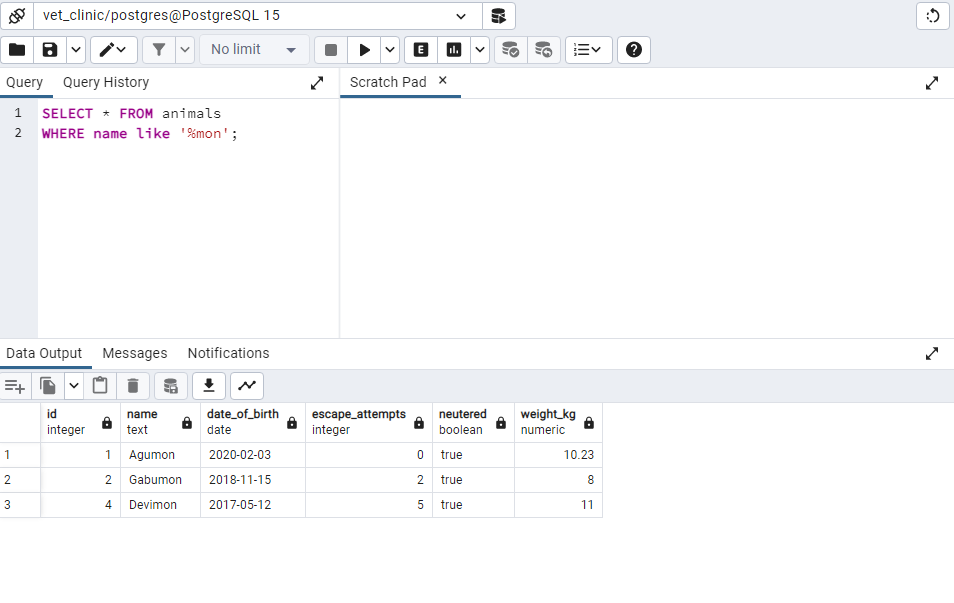 vet_clinic/postgres@PostgreSQL 15
No limit
E
Query Query History
Scratch Pad ×
1 SELECT * FROM animals
2 WHERE name like '%mon';
Data Output Messages Notifications
id name date_of_birth escape_attempts neutered weight_kg
integer text date integer boolean numeric
1 1 Agumon 2020-02-03 0 true 10.23
2 2 Gabumon 2018-11-15 2 true 8
3 4 Devimon 2017-05-12 5 true 11